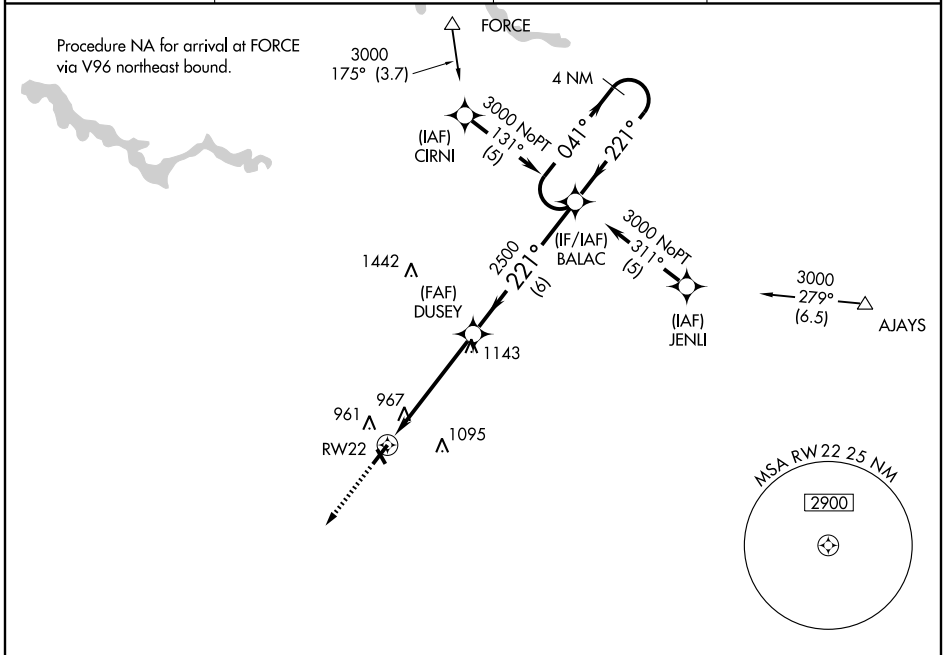 Procedure NA for arrival at FORCE
via V96 northeast bound.
FORCE
3000
175° (3.7)
4 NM
(IAF)
CIRNI
3000 NoPT
131°
(5)
041°
221°
(IF/IAF)
BALAC
3000 NoPT
311°
(5)
2500
221°
(6)
1442
(FAF)
DUSEY
(IAF)
JENLI
3000
279°
(6.5)
AJAYS
1143
967
961
RW22
1095
MSA RW 22 25 NM
2900